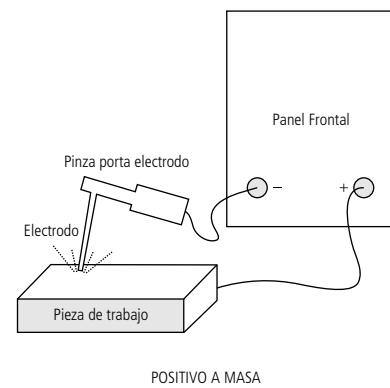 Panel Frontal
Pinza porta electrodo
− +
Electrodo
Pieza de trabajo
POSITIVO A MASA